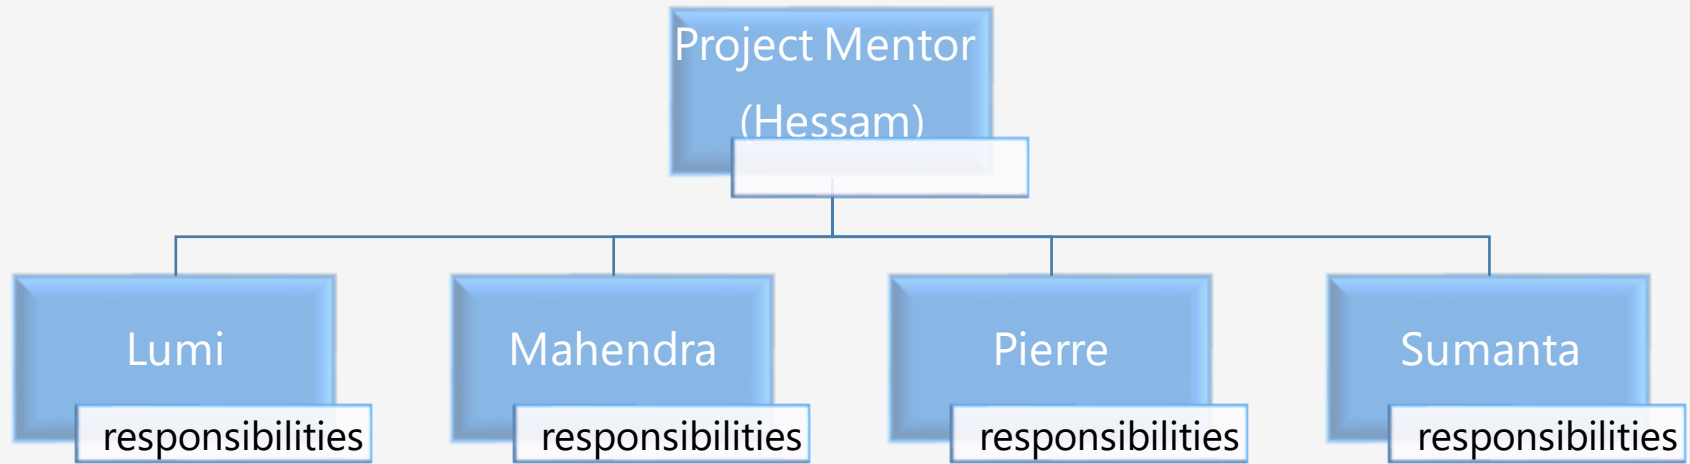 Project Mentor
(Hessam)
Lumi
responsibilities
Mahendra
responsibilities
Pierre
responsibilities
Sumanta
responsibilities